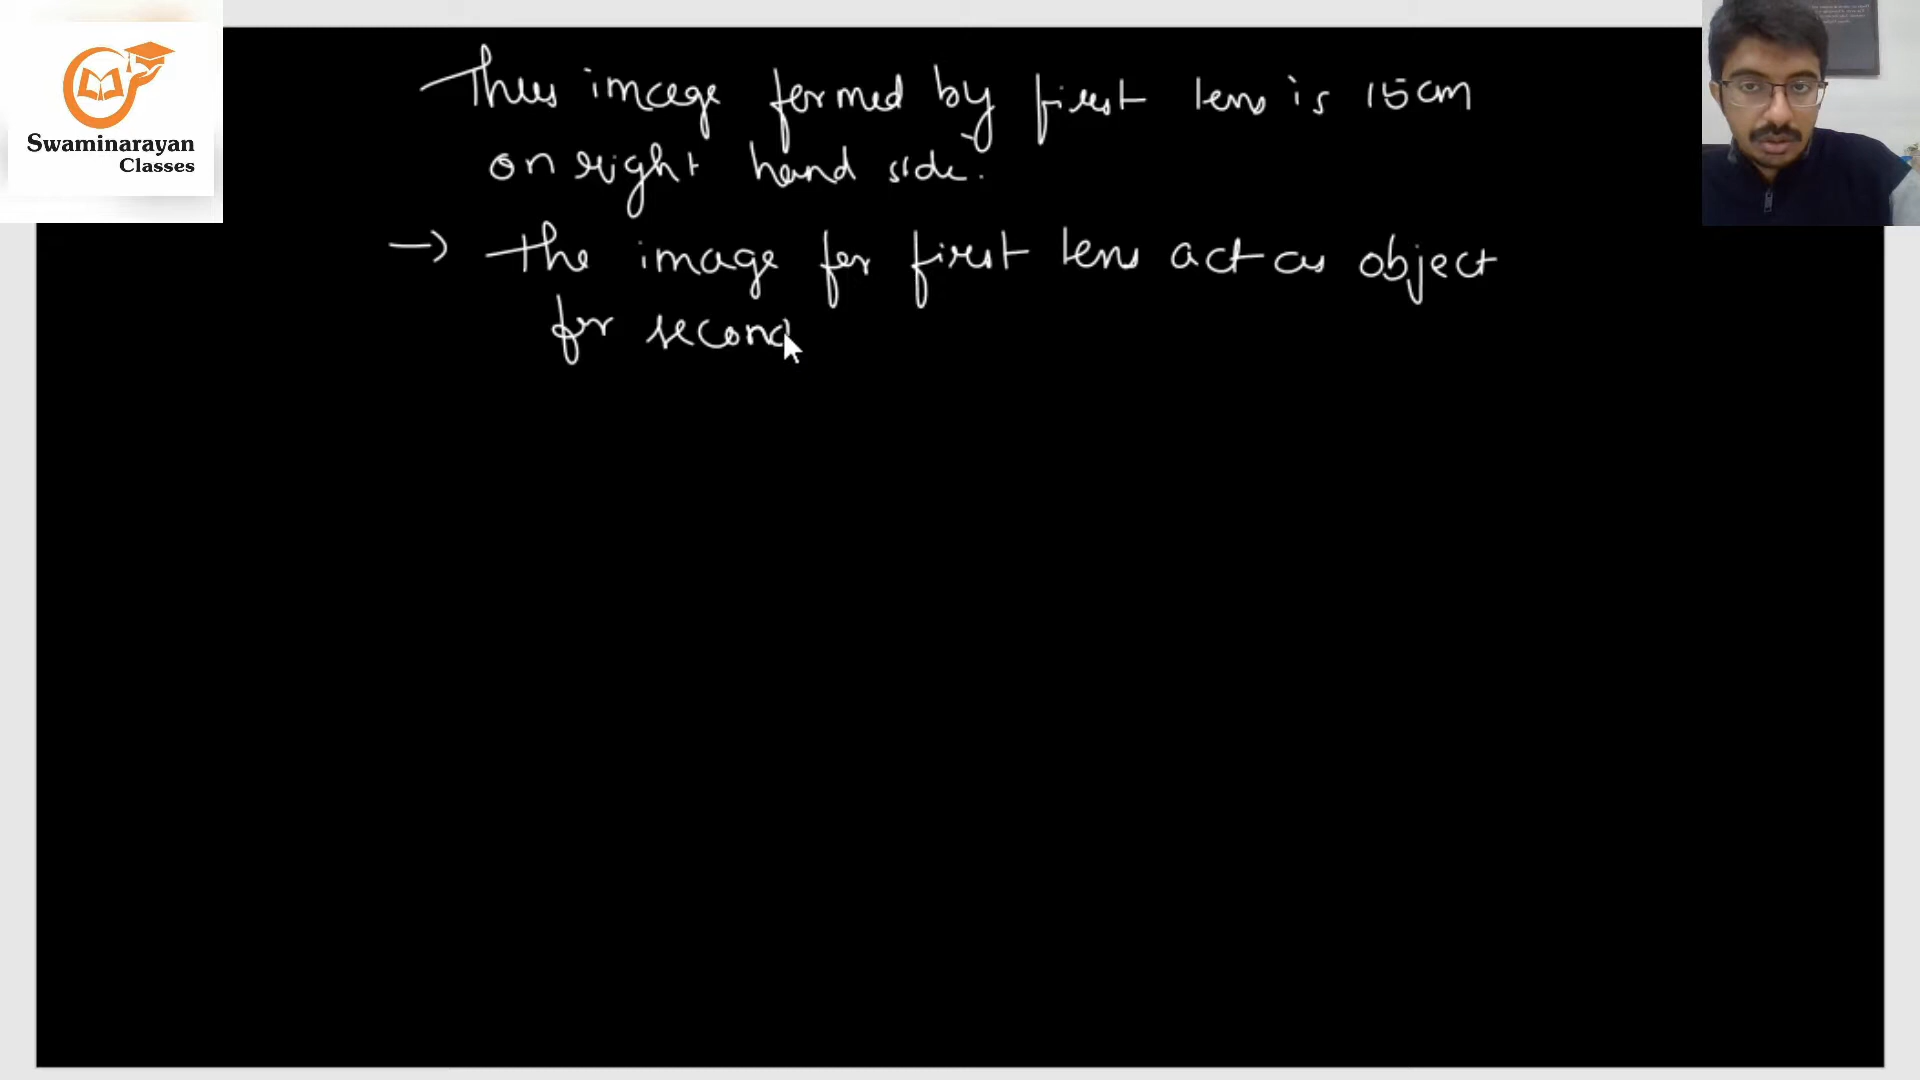 Swaminarayan
Classes
Thus image formed by first lens is 15cm
on right hand side.
→ The image for first lens act as object
for second